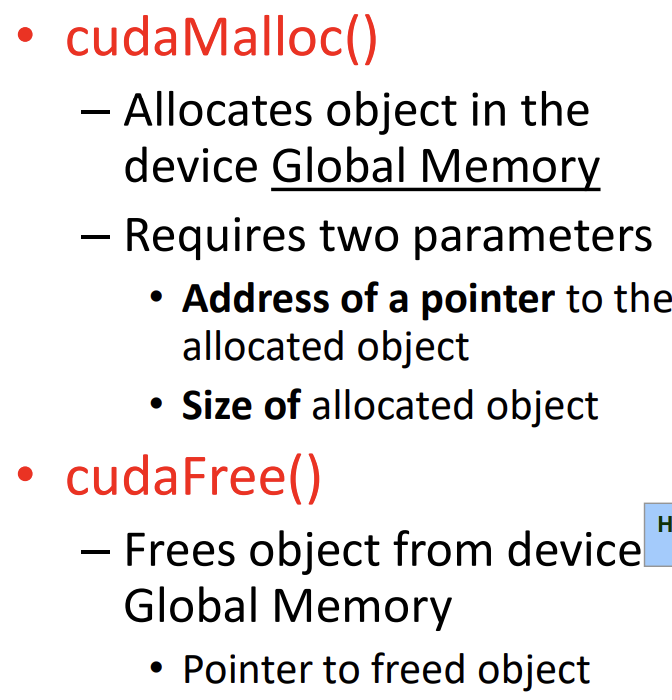 • cudaMalloc()
– Allocates object in the
device Global Memory
– Requires two parameters
• Address of a pointer to the
allocated object
• Size of allocated object
• cudaFree()
– Frees object from device
H
Global Memory
• Pointer to freed object